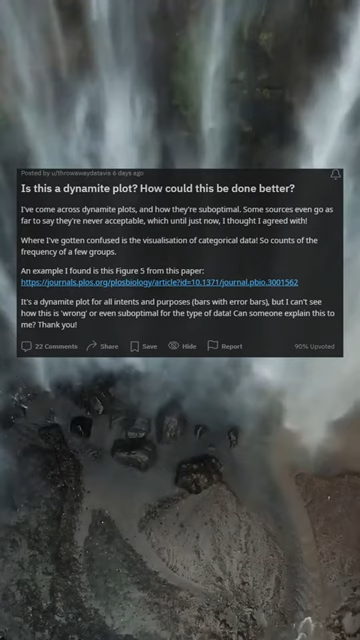 Posted by u/throwawaydatavis 6 days ago
Is this a dynamite plot? How could this be done better?
I've come across dynamite plots, and how they're suboptimal. Some sources even go as
far to say they're never acceptable, which until just now, I thought I agreed with!
Where I've gotten confused is the visualisation of categorical data! So counts of the
frequency of a few groups.
An example I found is this Figure 5 from this paper:
https://journals.plos.org/plosbiology/article?id=10.1371/journal.pbio.3001562
It's a dynamite plot for all intents and purposes (bars with error bars), but I can't see
how this is 'wrong' or even suboptimal for the type of data! Can someone explain this to
me? Thank you!
22 Comments Share Save Hide Report 90% Upvoted